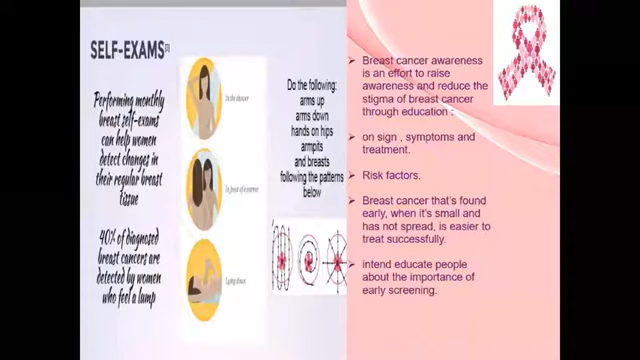 SELF-EXAMS[5]
Performing monthly
breast self-exams
can help women
detect changes in
their regular breast
tissue
40% of diagnosed
breast cancers are
detected by women
who feel a lump
In the shower
In front of a mirror
Lying down
Do the following:
arms up
arms down
hands on hips
armpits
and breasts
following the patterns
below
Breast cancer awareness
is an effort to raise
awareness and reduce the
stigma of breast cancer
through education :
on sign , symptoms and
treatment.
Risk factors.
Breast cancer that's found
early, when it's small and
has not spread, is easier to
treat successfully.
intend educate people
about the importance of
early screening.